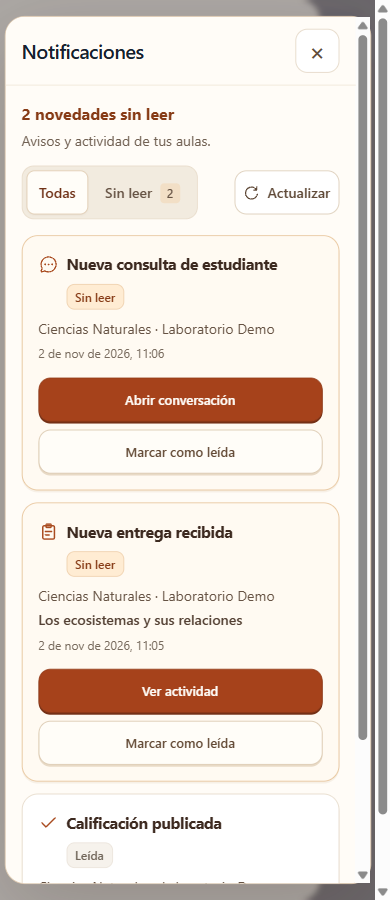 Notificaciones
2 novedades sin leer
Avisos y actividad de tus aulas.
Todas
Sin leer 2
Actualizar
Nueva consulta de estudiante
Sin leer
Ciencias Naturales · Laboratorio Demo
2 de nov de 2026, 11:06
Abrir conversación
Marcar como leída
Nueva entrega recibida
Sin leer
Ciencias Naturales · Laboratorio Demo
Los ecosistemas y sus relaciones
2 de nov de 2026, 11:05
Ver actividad
Marcar como leída
Calificación publicada
Leída